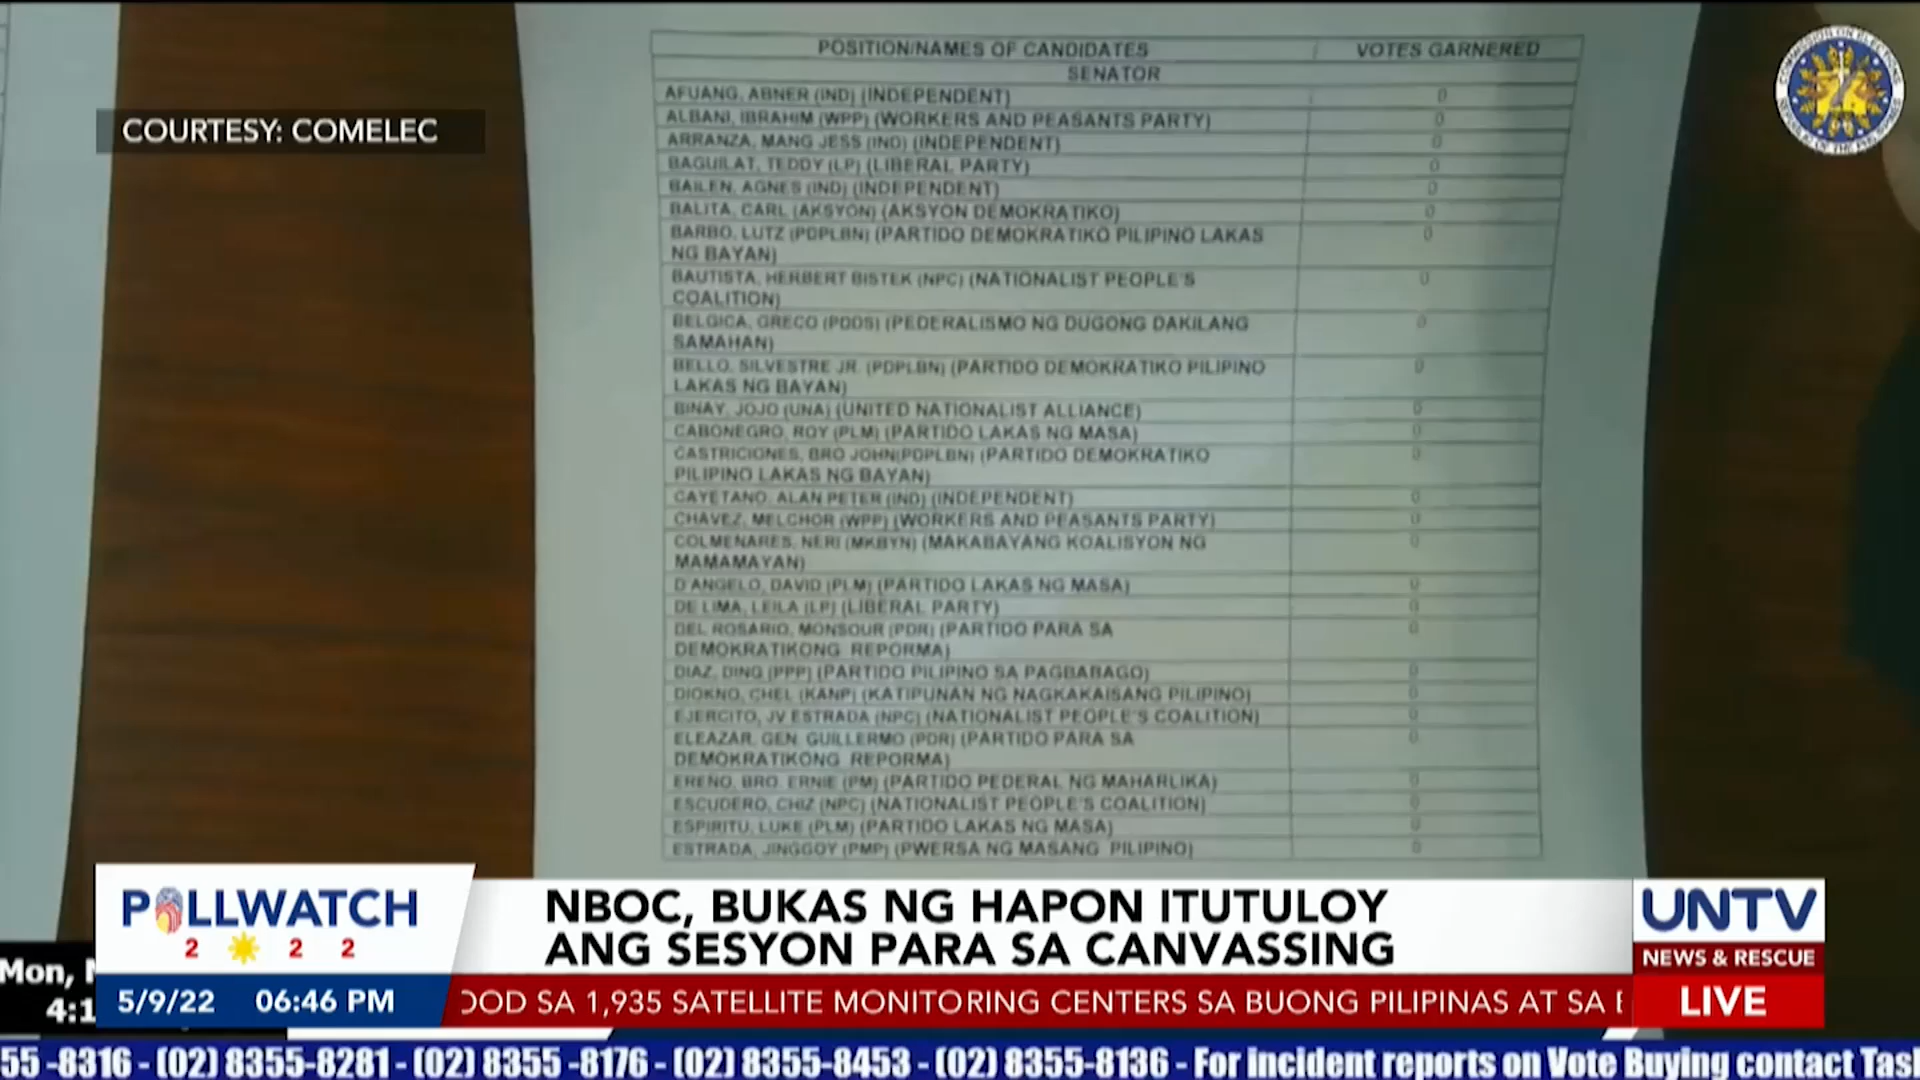 COURTESY: COMELEC
POSITION/NAMES OF CANDIDATES VOTES GARNERED
SENATOR
AFUANG, ABNER (IND) (INDEPENDENT) 0
ALBANI, IBRAHIM (WPP) (WORKERS AND PEASANTS PARTY) 0
ARRANZA, MANG JESS (IND) (INDEPENDENT) 0
BAGUILAT, TEDDY (LP) (LIBERAL PARTY) 0
BAILEN, AGNES (IND) (INDEPENDENT) 0
BALITA, CARL (AKSYON) (AKSYON DEMOKRATIKO) 0
BARBO, LUTZ (PDPLBN) (PARTIDO DEMOKRATIKO PILIPINO LAKAS 0
NG BAYAN)
BAUTISTA, HERBERT BISTEK (NPC) (NATIONALIST PEOPLE'S 0
COALITION)
BELGICA, GRECO (PDDS) (PEDERALISMO NG DUGONG DAKILANG 0
SAMAHAN)
BELLO, SILVESTRE JR. (PDPLBN) (PARTIDO DEMOKRATIKO PILIPINO 0
LAKAS NG BAYAN)
BINAY, JOJO (UNA) (UNITED NATIONALIST ALLIANCE) 0
CABONEGRO, ROY (PLM) (PARTIDO LAKAS NG MASA) 0
CASTRICIONES, BRO JOHN(PDPLBN) (PARTIDO DEMOKRATIKO 0
PILIPINO LAKAS NG BAYAN)
CAYETANO, ALAN PETER (IND) (INDEPENDENT) 0
CHAVEZ, MELCHOR (WPP) (WORKERS AND PEASANTS PARTY) 0
COLMENARES, NERI (MKBYN) (MAKABAYANG KOALISYON NG 0
MAMAMAYAN)
D'ANGELO, DAVID (PLM) (PARTIDO LAKAS NG MASA) 0
DE LIMA, LEILA (LP) (LIBERAL PARTY) 0
DEL ROSARIO, MONSOUR (PDR) (PARTIDO PARA SA 0
DEMOKRATIKONG REPORMA)
DIAZ, DING (PPP) (PARTIDO PILIPINO SA PAGBABAGO) 0
DIOKNO, CHEL (KANP) (KATIPUNAN NG NAGKAKAISANG PILIPINO) 0
EJERCITO, JV ESTRADA (NPC) (NATIONALIST PEOPLE'S COALITION) 0
ELEAZAR, GEN. GUILLERMO (PDR) (PARTIDO PARA SA 0
DEMOKRATIKONG REPORMA)
EREÑO, BRO. ERNIE (PM) (PARTIDO PEDERAL NG MAHARLIKA) 0
ESCUDERO, CHIZ (NPC) (NATIONALIST PEOPLE'S COALITION) 0
ESPIRITU, LUKE (PLM) (PARTIDO LAKAS NG MASA) 0
ESTRADA, JINGGOY (PMP) (PWERSA NG MASANG PILIPINO) 0
POLLWATCH
2 2 2
NBOC, BUKAS NG HAPON ITUTULOY
ANG SESYON PARA SA CANVASSING
UNTV
NEWS & RESCUE
LIVE
Mon,
4:1
5/9/22 06:46 PM
OOD SA 1,935 SATELLITE MONITORING CENTERS SA BUONG PILIPINAS AT SA
55 -8316 - (02) 8355-8281 - (02) 8355 -8176 - (02) 8355-8453 - (02) 8355-8136 - For incident reports on Vote Buying contact Tas